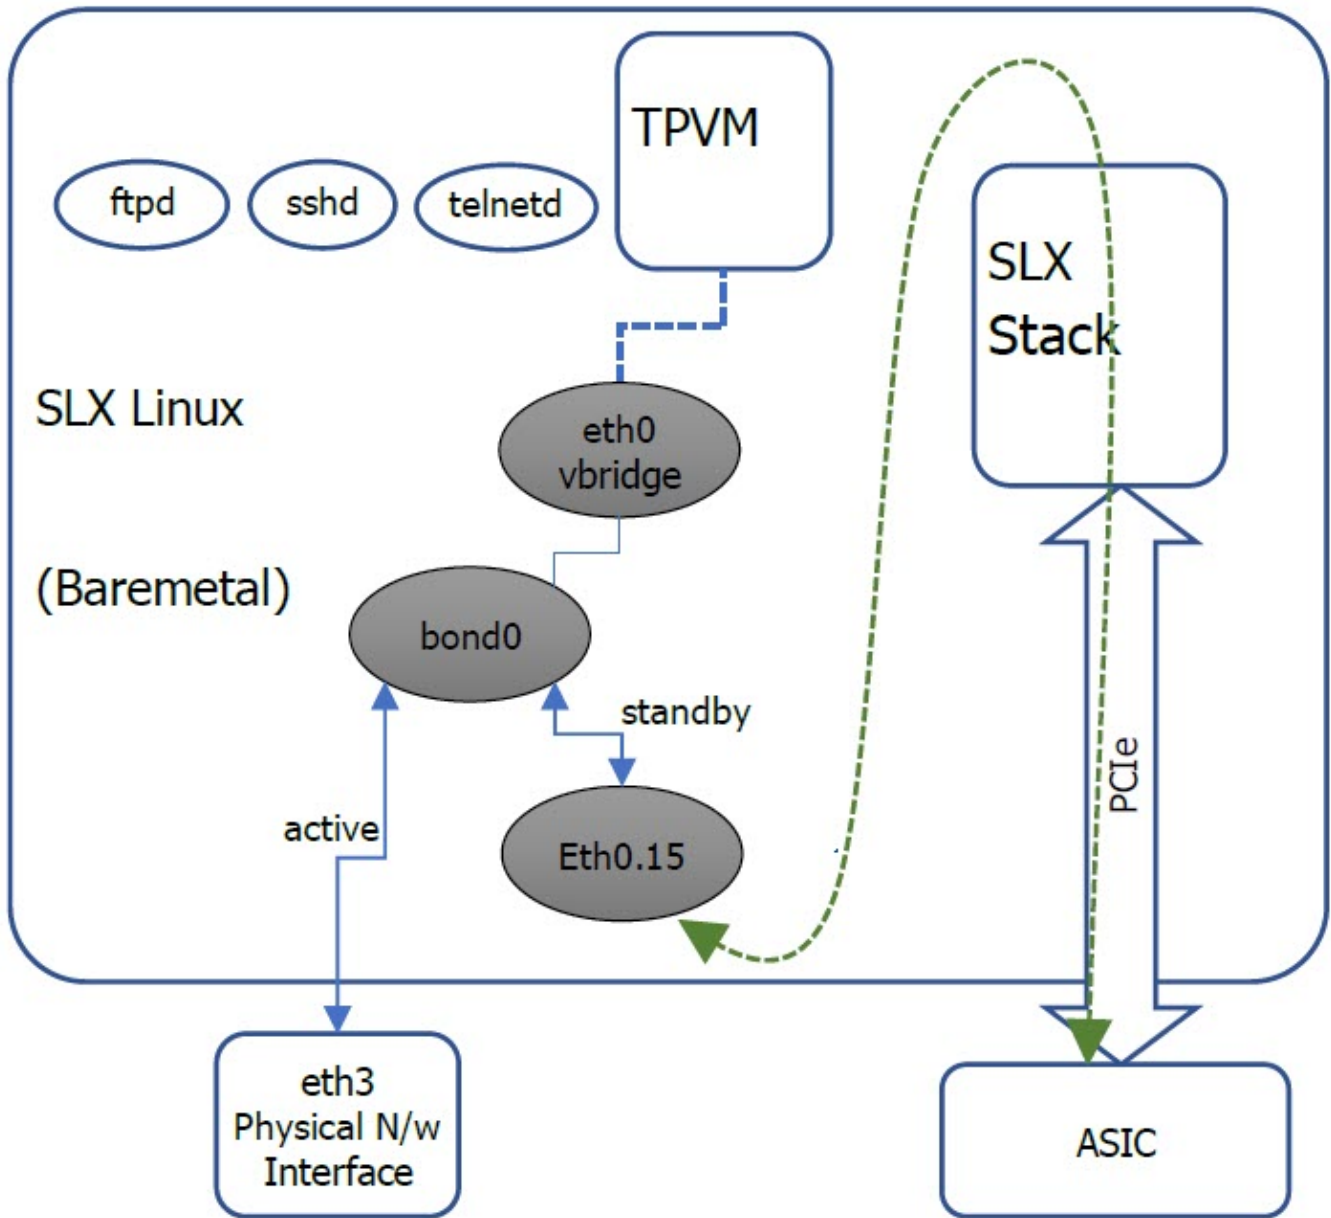 TPVM
ftpd
sshd
telnetd
SLX
Stack
SLX Linux
eth0
vbridge
(Baremetal)
bond0
standby
PCIe
active
Eth0.15
eth3
Physical N/w
Interface
ASIC